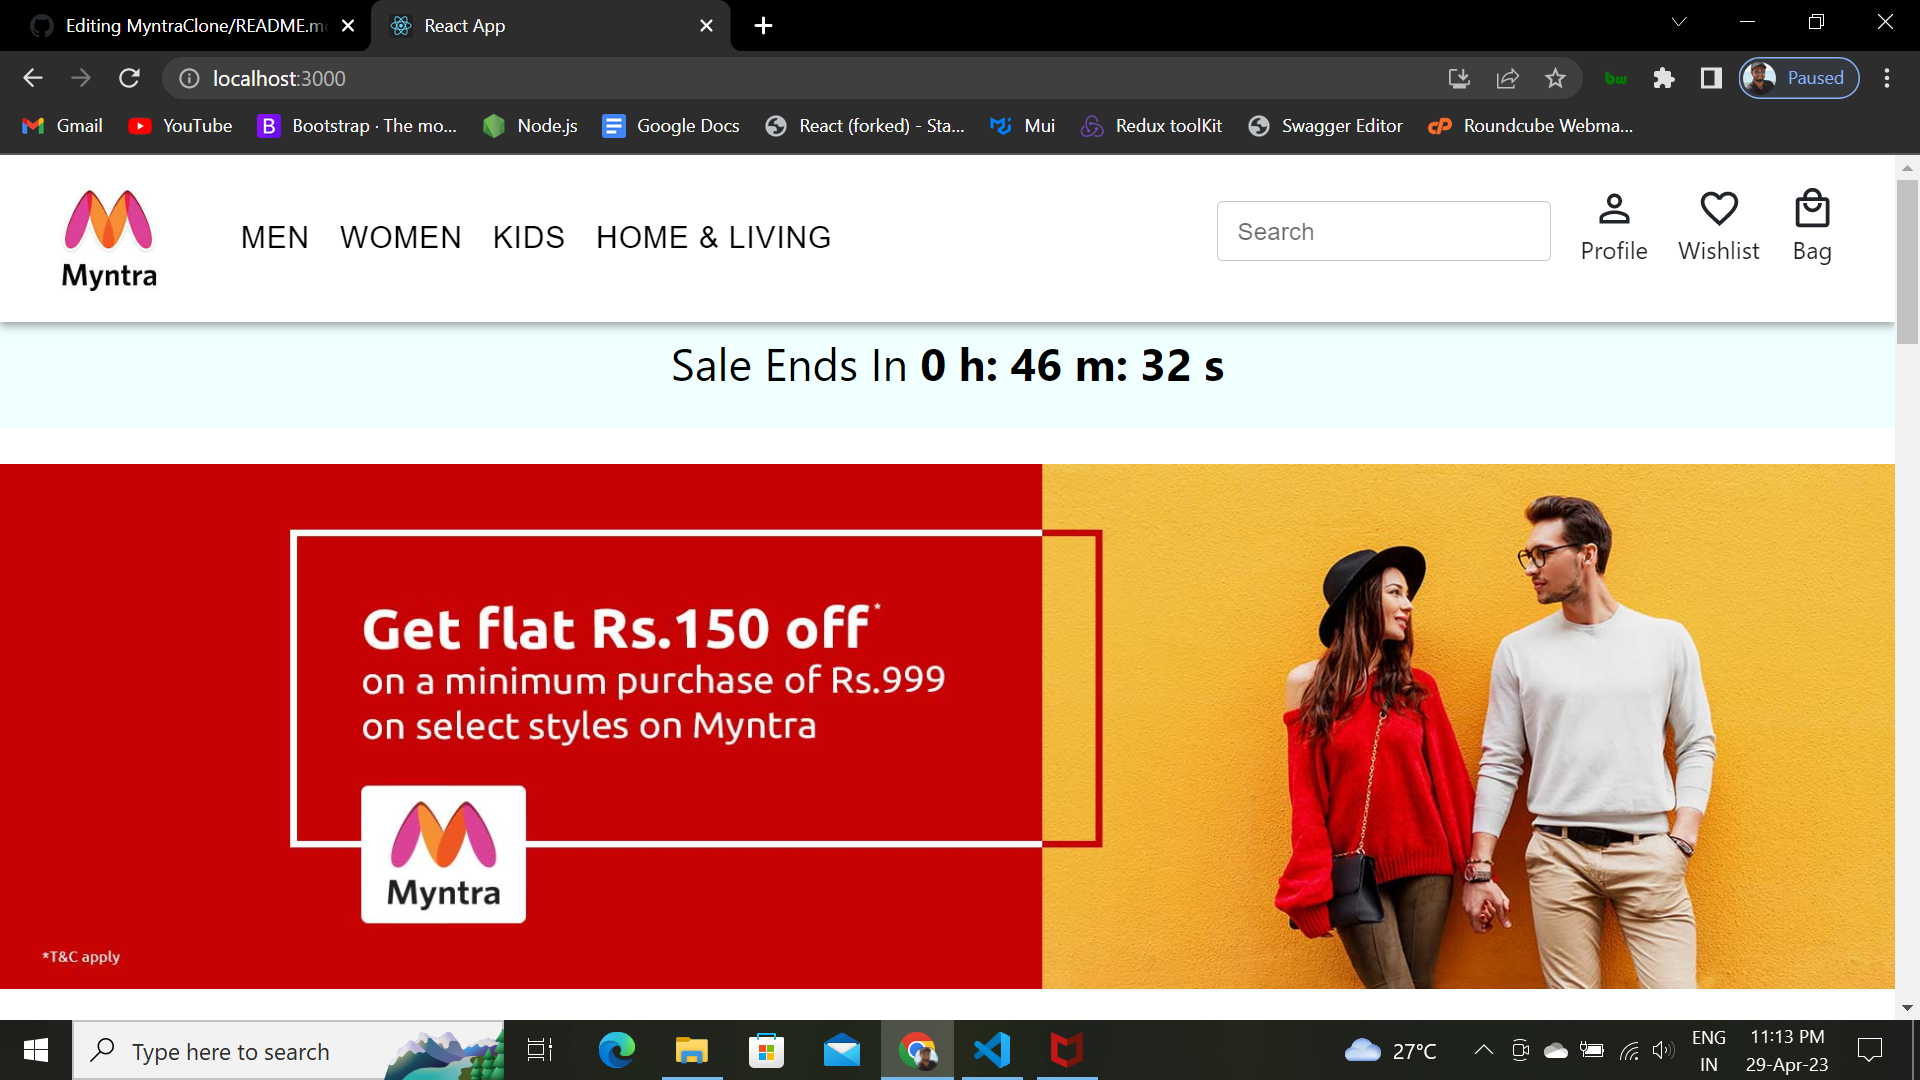 Editing MyntraClone/README.m
React App
localhost:3000
Paused
Gmail
YouTube
Bootstrap · The mo...
Node.js
Google Docs
React (forked) - Sta...
Mui
Redux toolKit
Swagger Editor
Roundcube Webma...
Myntra
MEN
WOMEN
KIDS
HOME & LIVING
Search
Profile
Wishlist
Bag
Sale Ends In 0 h: 46 m: 32 s
Get flat Rs.150 off*
on a minimum purchase of Rs.999
on select styles on Myntra
Myntra
*T&C apply
Type here to search
27°C
ENG
IN
11:13 PM
29-Apr-23